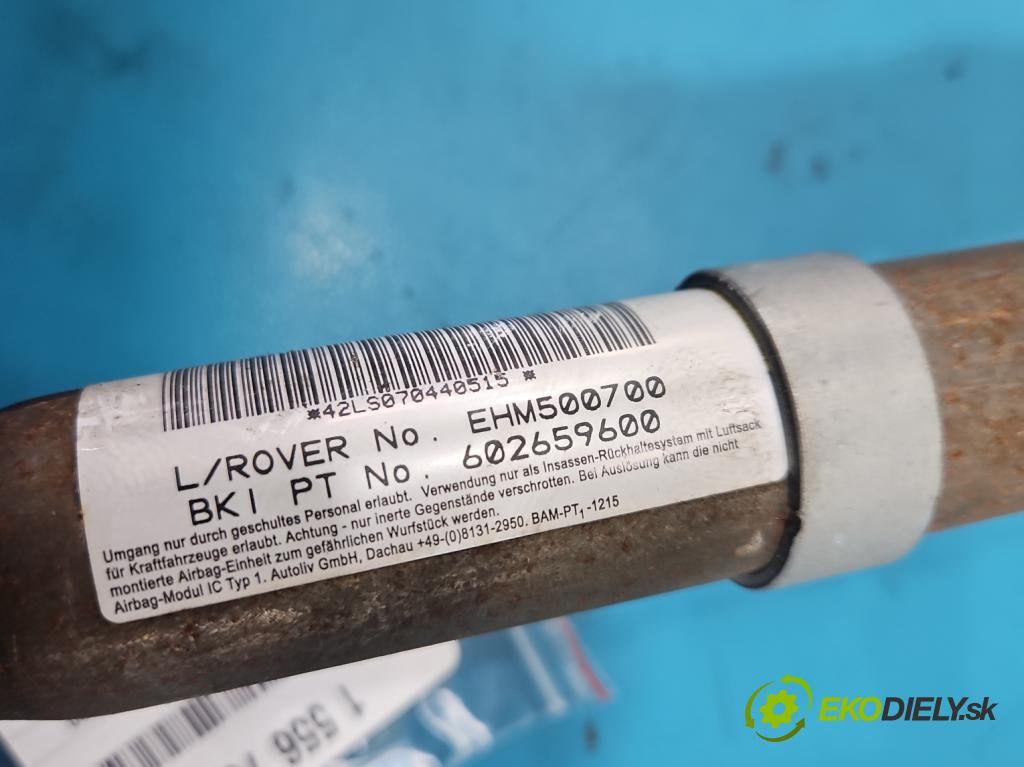 *42LS070440515 *
L/ROVER No. EHM500700
BKI PT No. 602659600
Umgang nur durch geschultes Personal erlaubt. Verwendung nur als Insassen-Rückhaltesystem mit Luftsack
für Kraftfahrzeuge erlaubt. Achtung - nur inerte Gegenstände verschrotten. Bei Auslösung kann die nicht
montierte Airbag-Einheit zum gefährlichen Wurfstück werden.
Airbag-Modul IC Typ 1. Autoliv GmbH, Dachau +49-(0)8131-2950. BAM-PT₁-1215
1 556
EKODIELY.sk